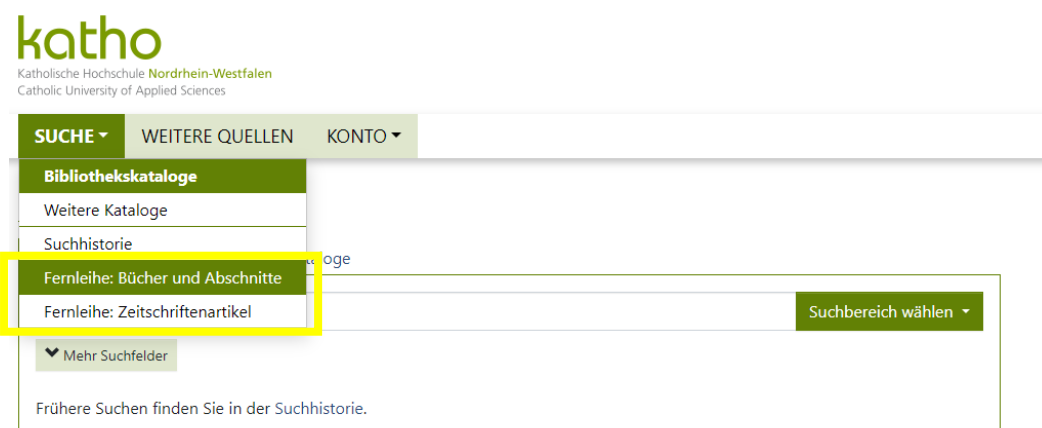 katho
Katholische Hochschule Nordrhein-Westfalen
Catholic University of Applied Sciences
SUCHE WEITERE QUELLEN KONTO
Bibliothekskataloge
Weitere Kataloge
Suchhistorie
Fernleihe: Bücher und Abschnitte
Fernleihe: Zeitschriftenartikel
Suchbereich wählen
Mehr Suchfelder
Frühere Suchen finden Sie in der Suchhistorie.